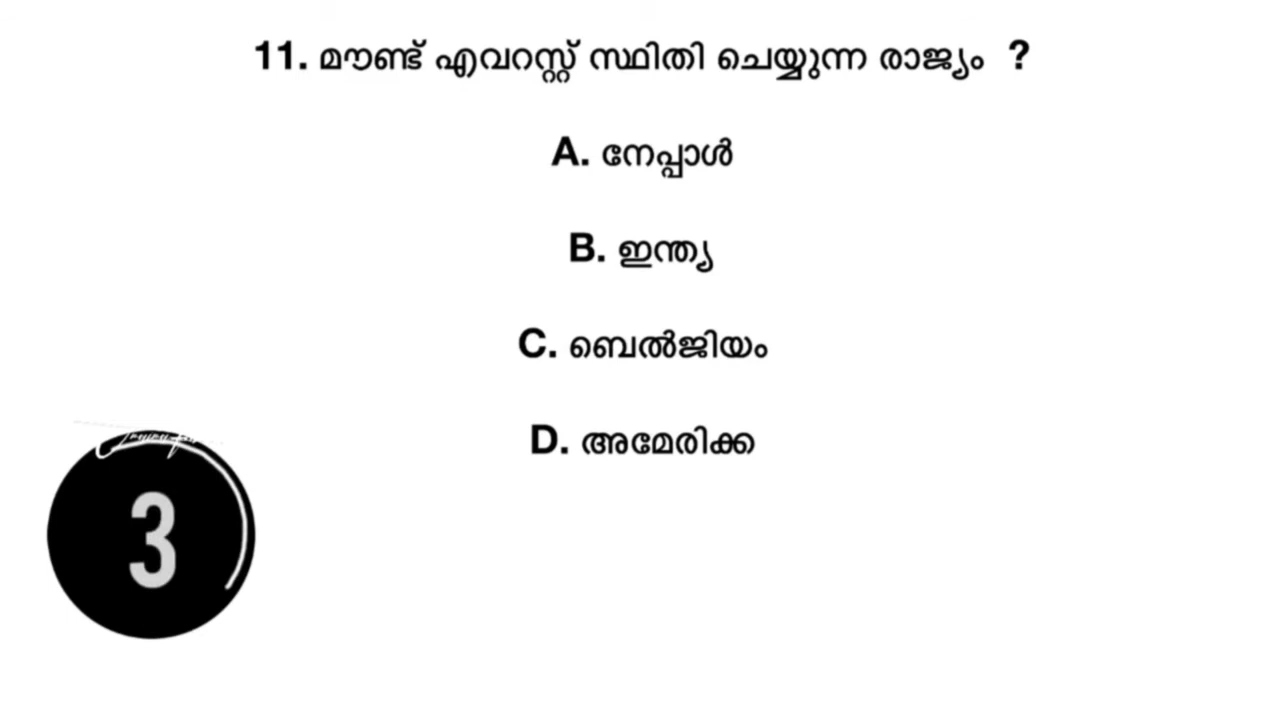 11. മൗണ്ട് എവറസ്റ്റ് സ്ഥിതി ചെയ്യുന്ന രാജ്യം ?
A. നേപ്പാൾ
B. ഇന്ത്യ
C. ബെൽജിയം
D. അമേരിക്ക
3